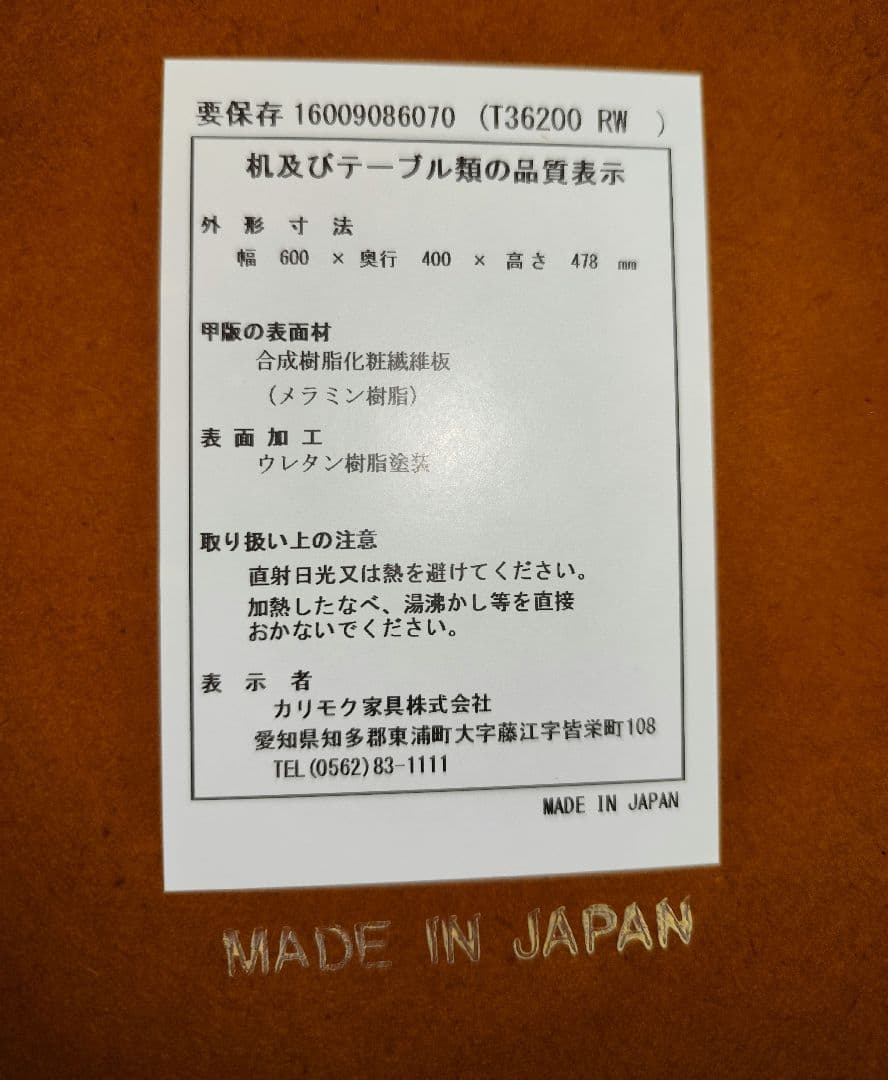 要保存 16009086070 (T36200 RW )
机及びテーブル類の品質表示
外形寸法
幅 600 × 奥行 400 × 高さ 478 mm
甲版の表面材
合成樹脂化粧繊維板
(メラミン樹脂)
表面加工
ウレタン樹脂塗装
取り扱い上の注意
直射日光又は熱を避けてください。
加熱したなべ、湯沸かし等を直接
おかないでください。
表示者
カリモク家具株式会社
愛知県知多郡東浦町大字藤江字皆栄町108
TEL(0562)83-1111
MADE IN JAPAN
MADE IN JAPAN